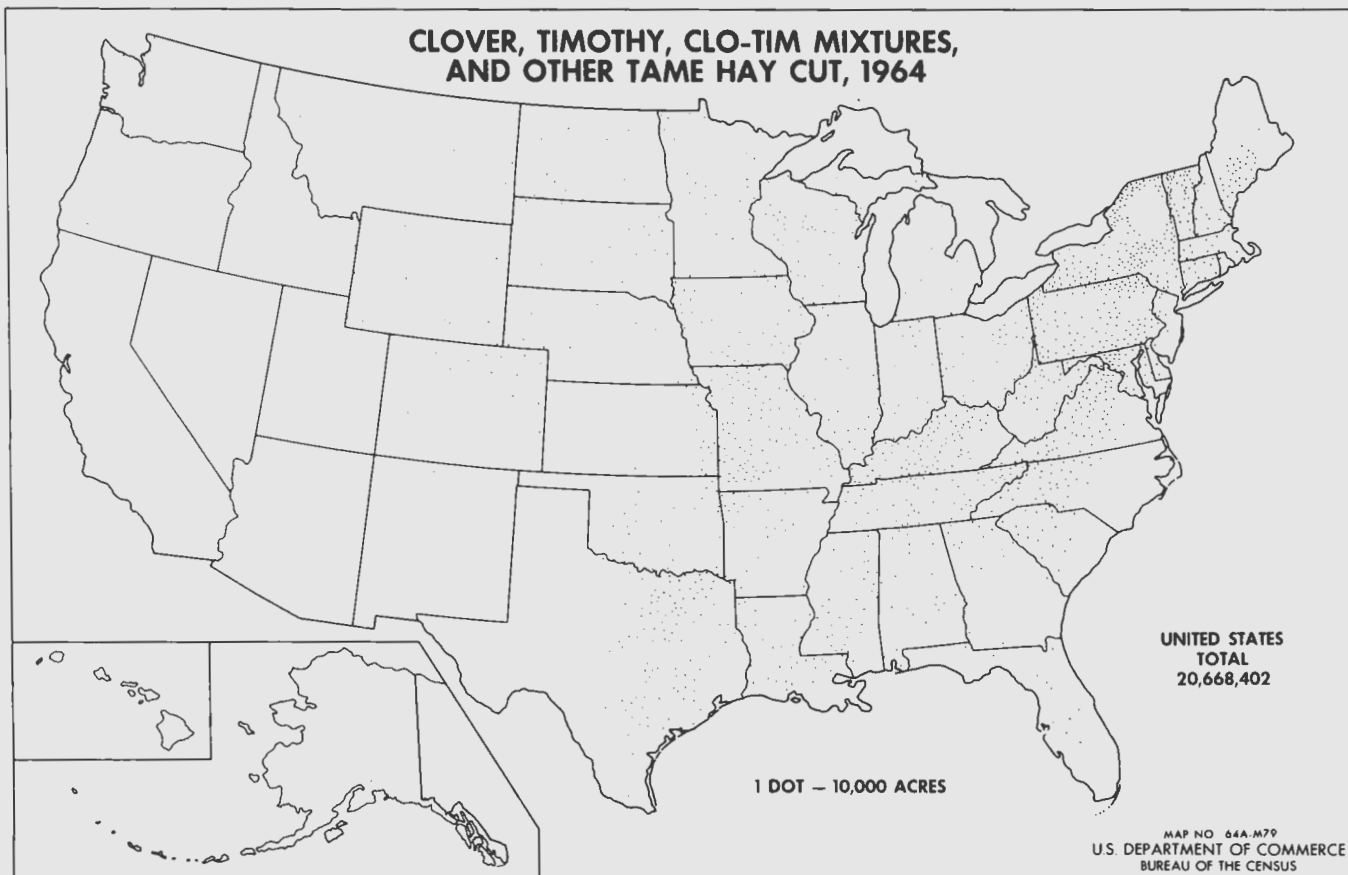 CLOVER, TIMOTHY, CLO-TIM MIXTURES,
AND OTHER TAME HAY CUT, 1964
UNITED STATES
TOTAL
20,668,402
1 DOT — 10,000 ACRES
MAP NO 64A-M79
U.S. DEPARTMENT OF COMMERCE
BUREAU OF THE CENSUS